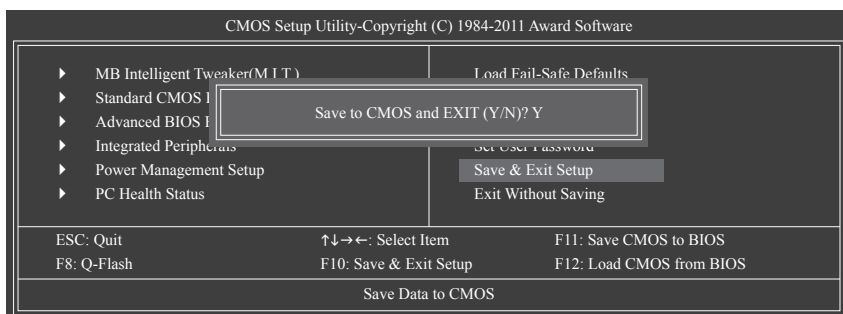 CMOS Setup Utility-Copyright (C) 1984-2011 Award Software
MB Intelligent Tweaker(M.I.T.)
Standard CMOS
Advanced BIOS
Integrated Peripherals
Power Management Setup
PC Health Status
Load Fail-Safe Defaults
Set User Password
Save & Exit Setup
Exit Without Saving
Save to CMOS and EXIT (Y/N)? Y
ESC: Quit ↑↓→←: Select Item F11: Save CMOS to BIOS
F8: Q-Flash F10: Save & Exit Setup F12: Load CMOS from BIOS
Save Data to CMOS